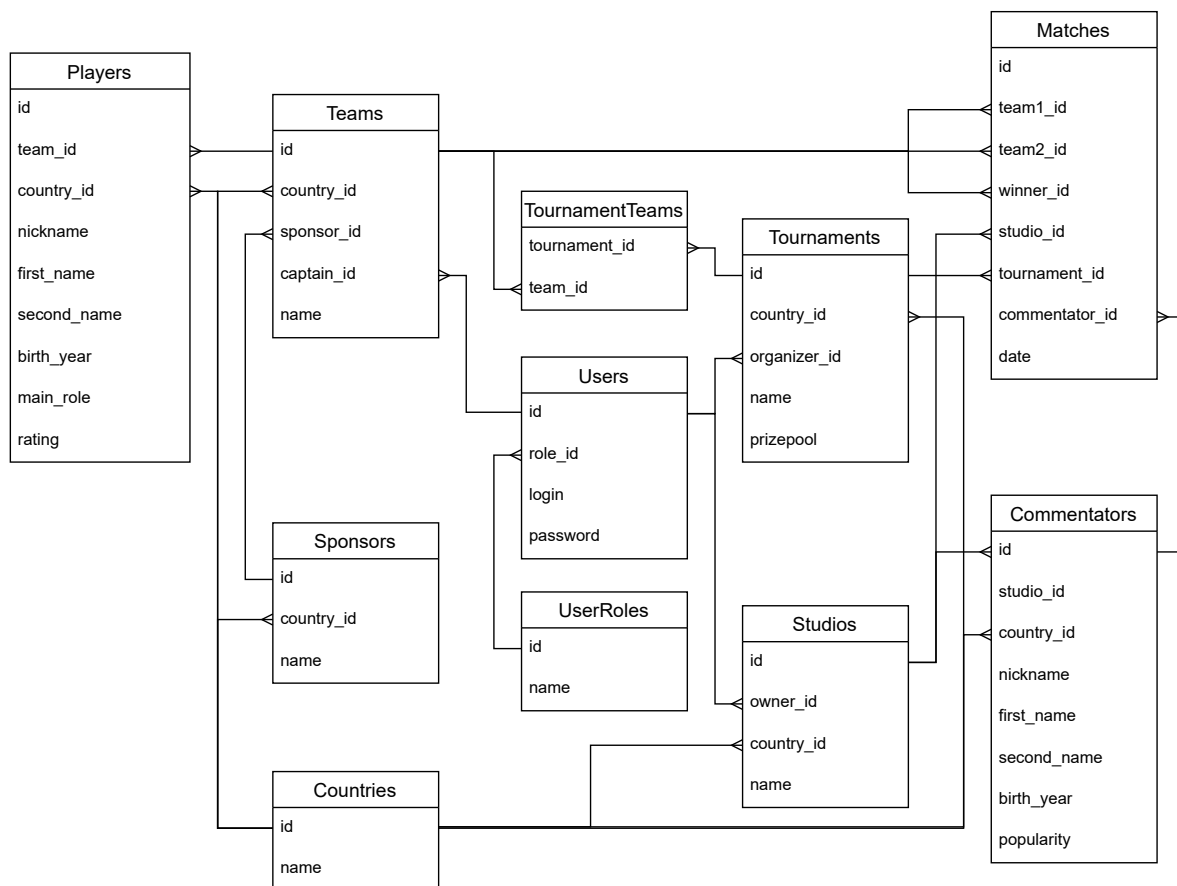 Players
id
team_id
country_id
nickname
first_name
second_name
birth_year
main_role
rating
Teams
id
country_id
sponsor_id
captain_id
name
Sponsors
id
country_id
name
Countries
id
name
TournamentTeams
tournament_id
team_id
Users
id
role_id
login
password
UserRoles
id
name
Tournaments
id
country_id
organizer_id
name
prizepool
Studios
id
owner_id
country_id
name
Matches
id
team1_id
team2_id
winner_id
studio_id
tournament_id
commentator_id
date
Commentators
id
studio_id
country_id
nickname
first_name
second_name
birth_year
popularity